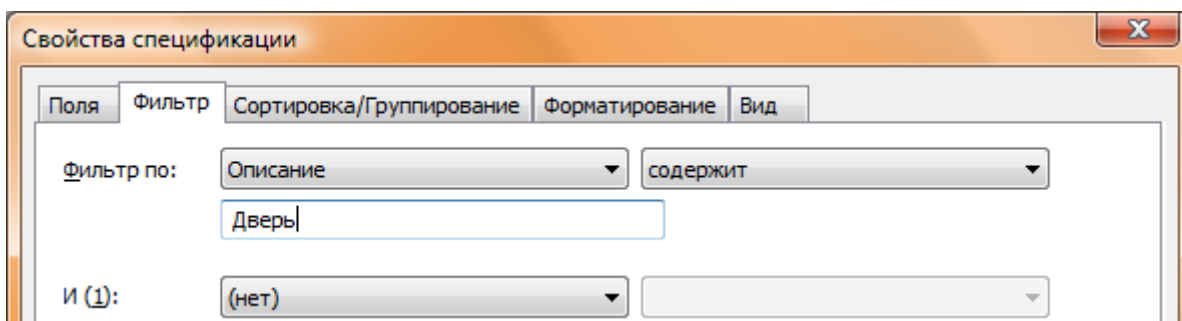 Свойства спецификации
Поля Фильтр Сортировка/Группирование Форматирование Вид
Фильтр по: Описание содержит
Дверь
И (1): (нет)